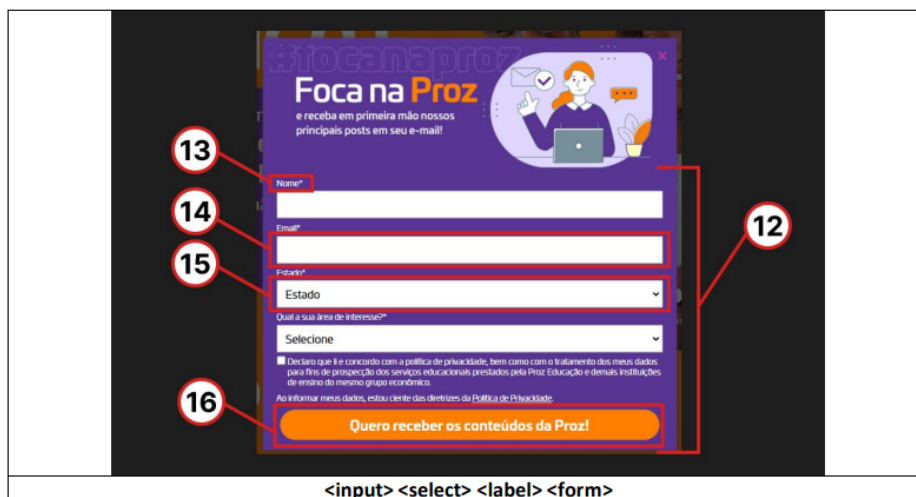 #focanaproz
Foca na Proz
e receba em primeira mão nossos
principais posts em seu e-mail!
×
13
Nome*
14
Email*
12
15
Estado*
Estado
Qual a sua área de interesse?*
Selecione
Declaro que li e concordo com a política de privacidade, bem como com o tratamento dos meus dados
para fins de prospecção dos serviços educacionais prestados pela Proz Educação e demais instituições
de ensino do mesmo grupo econômico.
16
Ao informar meus dados, estou ciente das diretrizes da Política de Privacidade.
Quero receber os conteúdos da Proz!
<input> <select> <label> <form>